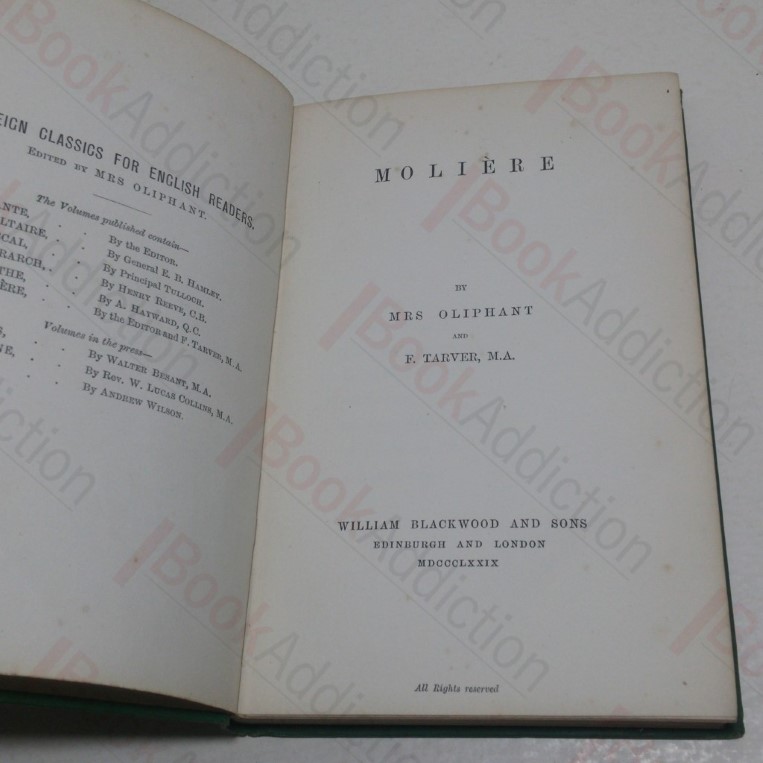 EIGN CLASSICS FOR ENGLISH READERS.
EDITED BY MRS OLIPHANT.
The Volumes published contain—
ANTE, . . By the Editor.
LTAIRE, . . By General E. B. HAMLEY.
CAL, . . By Principal TULLOCH.
RARCH, . . By HENRY REEVE, C.B.
THE, . . By A. HAYWARD, Q.C.
ÈRE, . . By the Editor and F. TARVER, M.A.
Volumes in the press—
S, . . By WALTER BESANT, M.A.
NE, . . By Rev. W. LUCAS COLLINS, M.A.
. . By ANDREW WILSON.
MOLIÈRE
BY
MRS OLIPHANT
AND
F. TARVER, M.A.
WILLIAM BLACKWOOD AND SONS
EDINBURGH AND LONDON
MDCCCLXXIX
All Rights reserved
BookAddiction